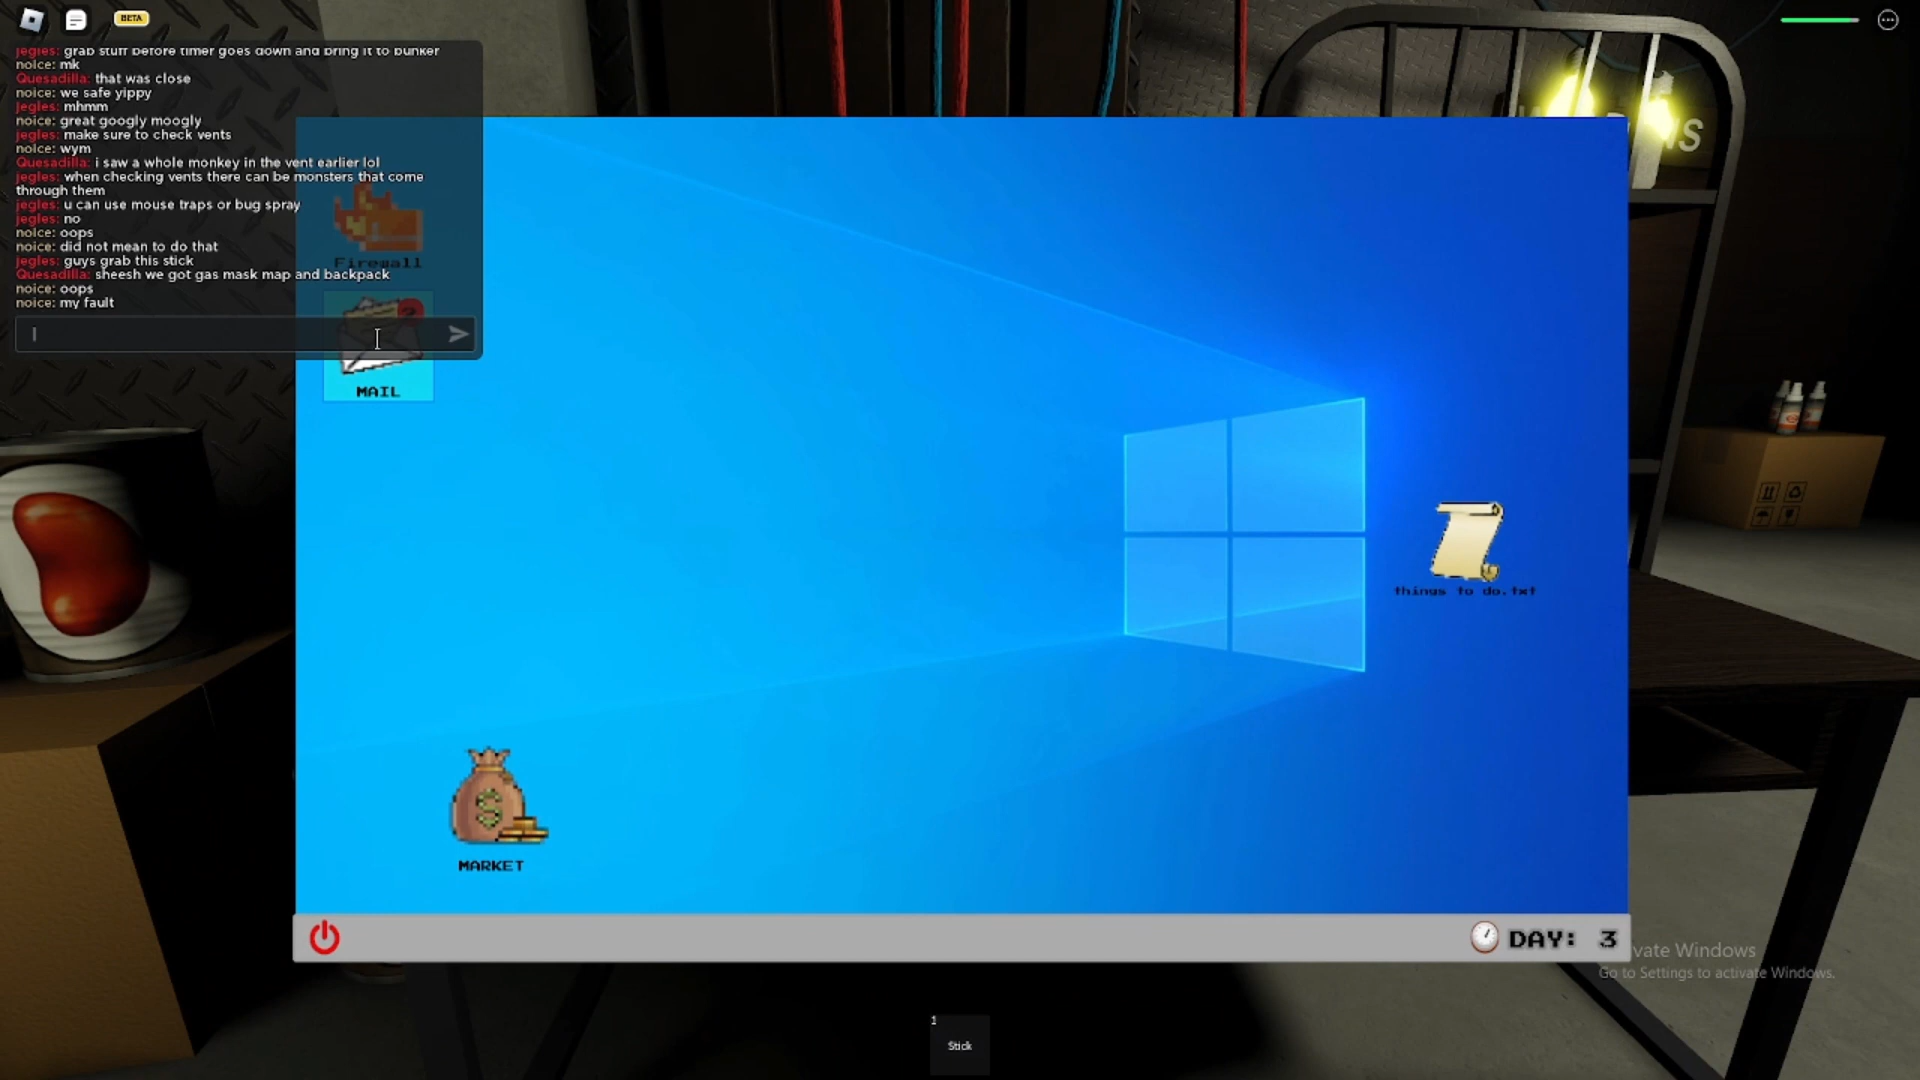 BETA
jegles: grab stuff before timer goes down and bring it to bunker
noice: mk
Quesadilla: that was close
noice: we safe yippy
jegles: mhmm
noice: great googly moogly
jegles: make sure to check vents
noice: wym
Quesadilla: i saw a whole monkey in the vent earlier lol
jegles: when checking vents there can be monsters that come
through them
jegles: u can use mouse traps or bug spray
jegles: no
noice: oops
noice: did not mean to do that
jegles: guys grab this stick
Quesadilla: sheesh we got gas mask map and backpack
noice: oops
noice: my fault
Firewall
MAIL
things to do.txt
MARKET
DAY: 3
vate Windows
Go to Settings to activate Windows.
1
Stick